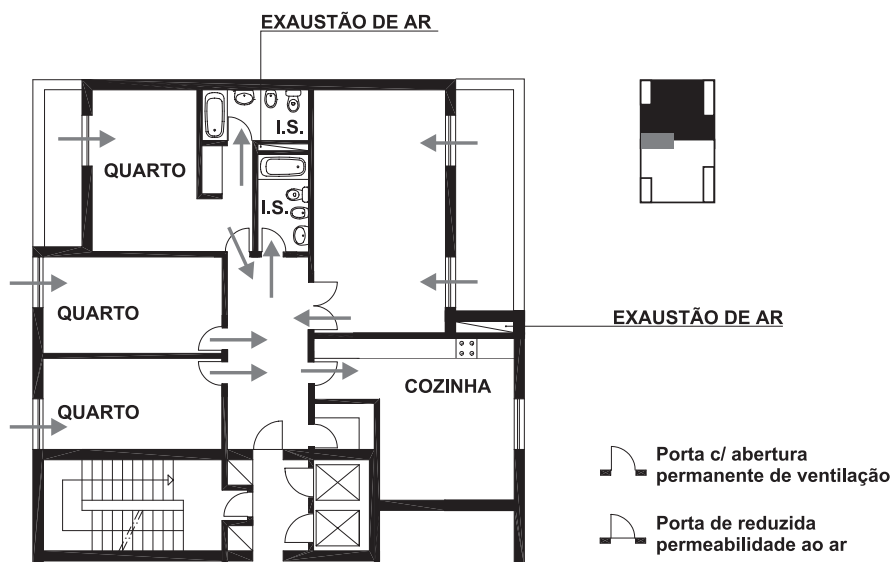 EXAUSTÃO DE AR
I.S.
QUARTO
I.S.
QUARTO
EXAUSTÃO DE AR
COZINHA
QUARTO
Porta c/ abertura
permanente de ventilação
Porta de reduzida
permeabilidade ao ar